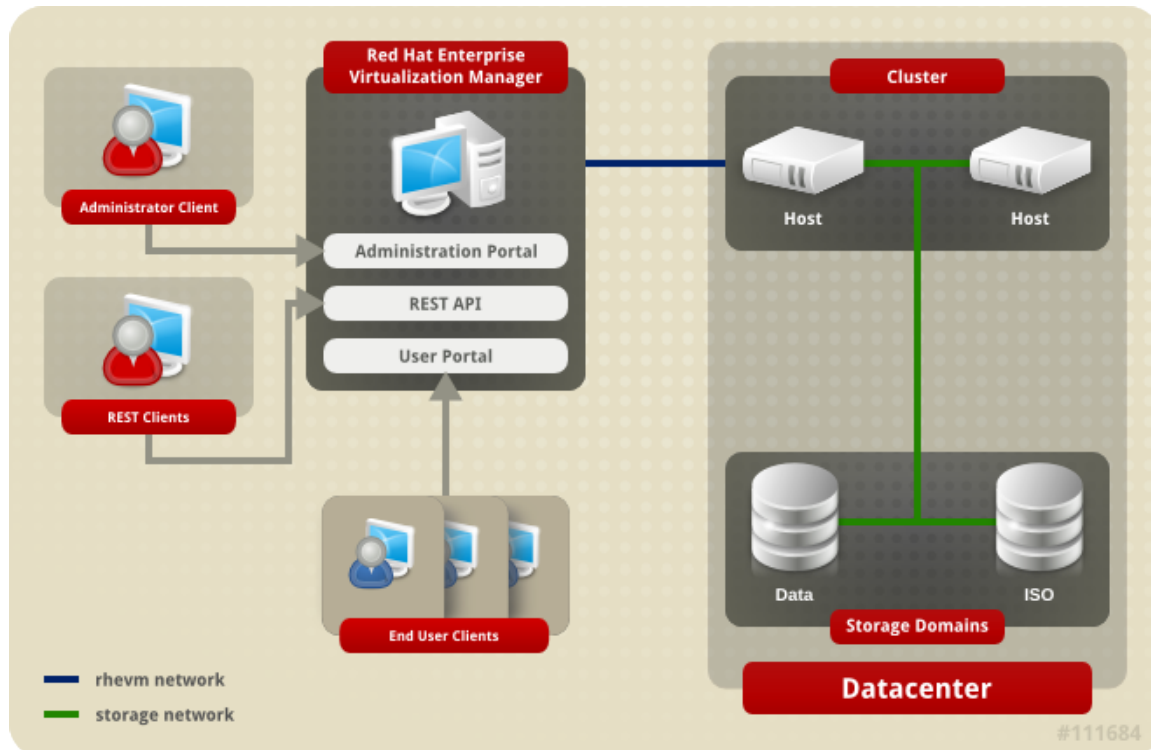 Red Hat Enterprise
Virtualization Manager
Cluster
Administrator Client
Host
Host
Administration Portal
REST API
User Portal
REST Clients
Data
ISO
Storage Domains
End User Clients
rhevm network
storage network
Datacenter
#111684